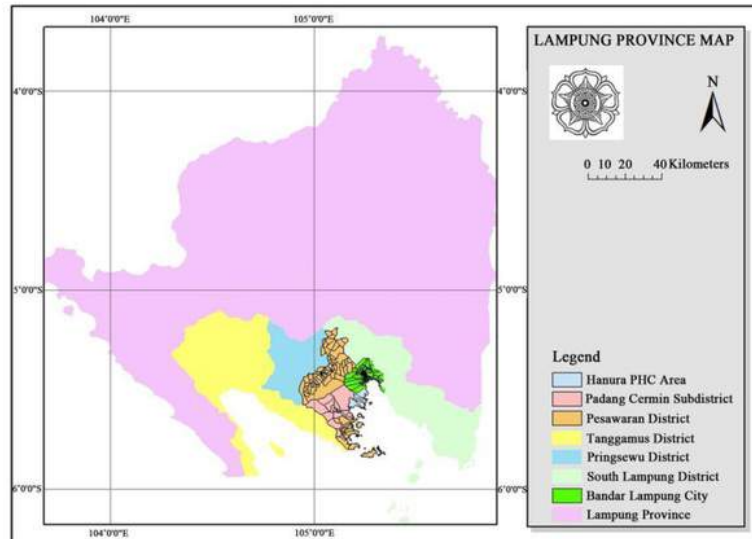 104°0'0"E 105°0'0"E
LAMPUNG PROVINCE MAP
N
4°0'0"S 4°0'0"S
0 10 20 40 Kilometers
5°0'0"S 5°0'0"S
Legend
Hanura PHC Area
Padang Cermin Subdistrict
Pesawaran District
Tanggamus District
Pringsewu District
South Lampung District
Bandar Lampung City
Lampung Province
6°0'0"S 6°0'0"S
104°0'0"E 105°0'0"E